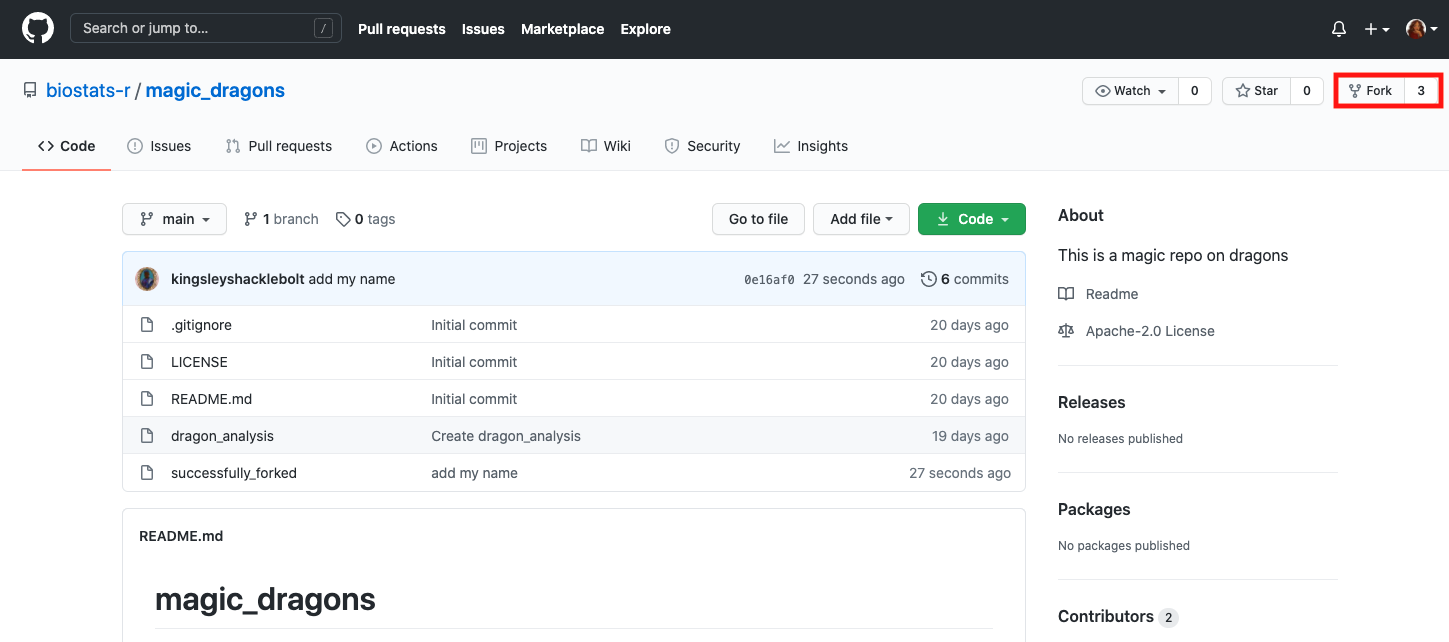 Search or jump to... /
Pull requests Issues Marketplace Explore
biostats-r / magic_dragons
Watch 0 Star 0 Fork 3
Code Issues Pull requests Actions Projects Wiki Security Insights
main 1 branch 0 tags
Go to file Add file Code
kingsleyshacklebolt add my name 0e16af0 27 seconds ago 6 commits
.gitignore Initial commit 20 days ago
LICENSE Initial commit 20 days ago
README.md Initial commit 20 days ago
dragon_analysis Create dragon_analysis 19 days ago
successfully_forked add my name 27 seconds ago
README.md
magic_dragons
About
This is a magic repo on dragons
Readme
Apache-2.0 License
Releases
No releases published
Packages
No packages published
Contributors 2